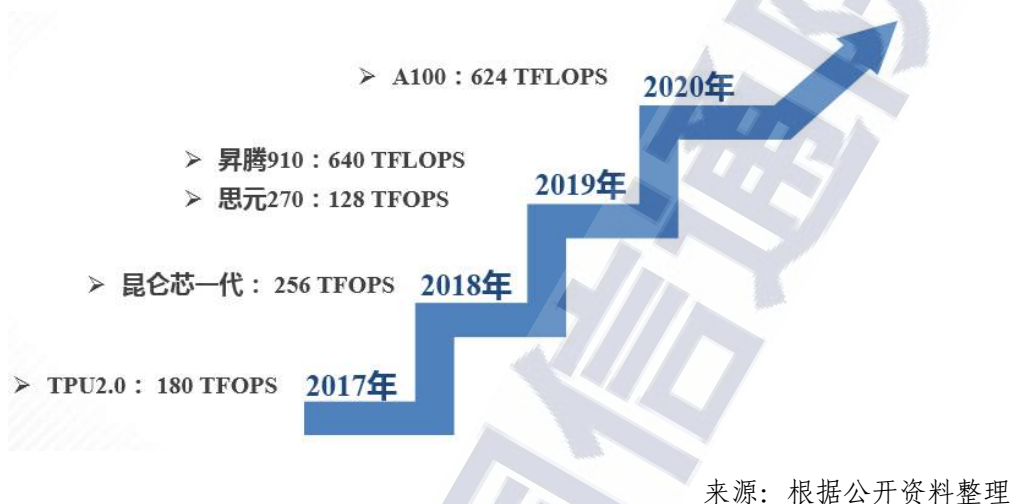 ➢ A100：624 TFLOPS
2020年
➢ 昇腾910：640 TFLOPS
➢ 思元270：128 TFOPS
2019年
➢ 昆仑芯一代： 256 TFOPS
2018年
➢ TPU2.0： 180 TFOPS
2017年
来源：根据公开资料整理